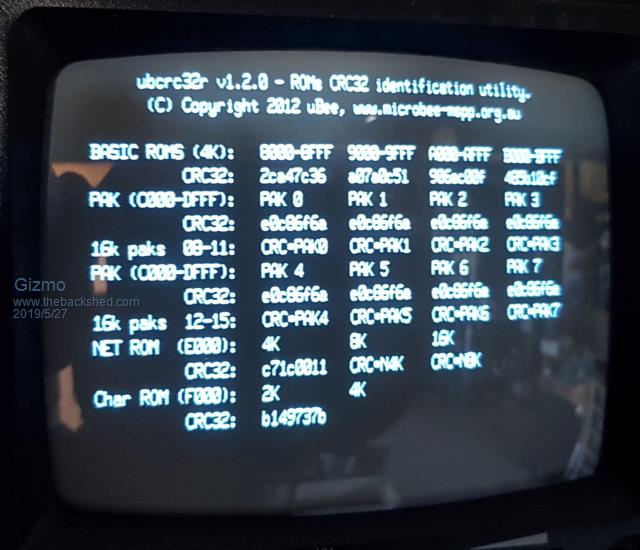 ubcrc32r v1.2.0 - ROMs CRC32 identification utility.
(C) Copyright 2012 uBee, www.microbee-mspp.org.au
BASIC ROMS (4K): 8000-8FFF 9000-9FFF A000-AFFF B000-BFFF
CRC32: 2ca47c36 a07a0c51 906ac00f
PAK (C000-DFFF): PAK 0 PAK 1 PAK 2 PAK 3
CRC32: e0c86f6a e0c86f6a e0c86f6a e0c86f6a
16k paks 08-11: CRC=PAK0 CRC=PAK1 CRC=PAK2 CRC=PAK3
PAK (C000-DFFF): PAK 4 PAK 5 PAK 6 PAK 7
CRC32: e0c86f6a e0c86f6a e0c86f6a e0c86f6a
16k paks 12-15: CRC=PAK4 CRC=PAK5 CRC=PAK6 CRC=PAK7
NET ROM (E000): 4K 8K 16K
CRC32: c71c0011 CRC=N4K CRC=N8K
Char ROM (F000): 2K 4K
CRC32: b149737b
Gizmo
www.thebackshed.com
2019/5/27